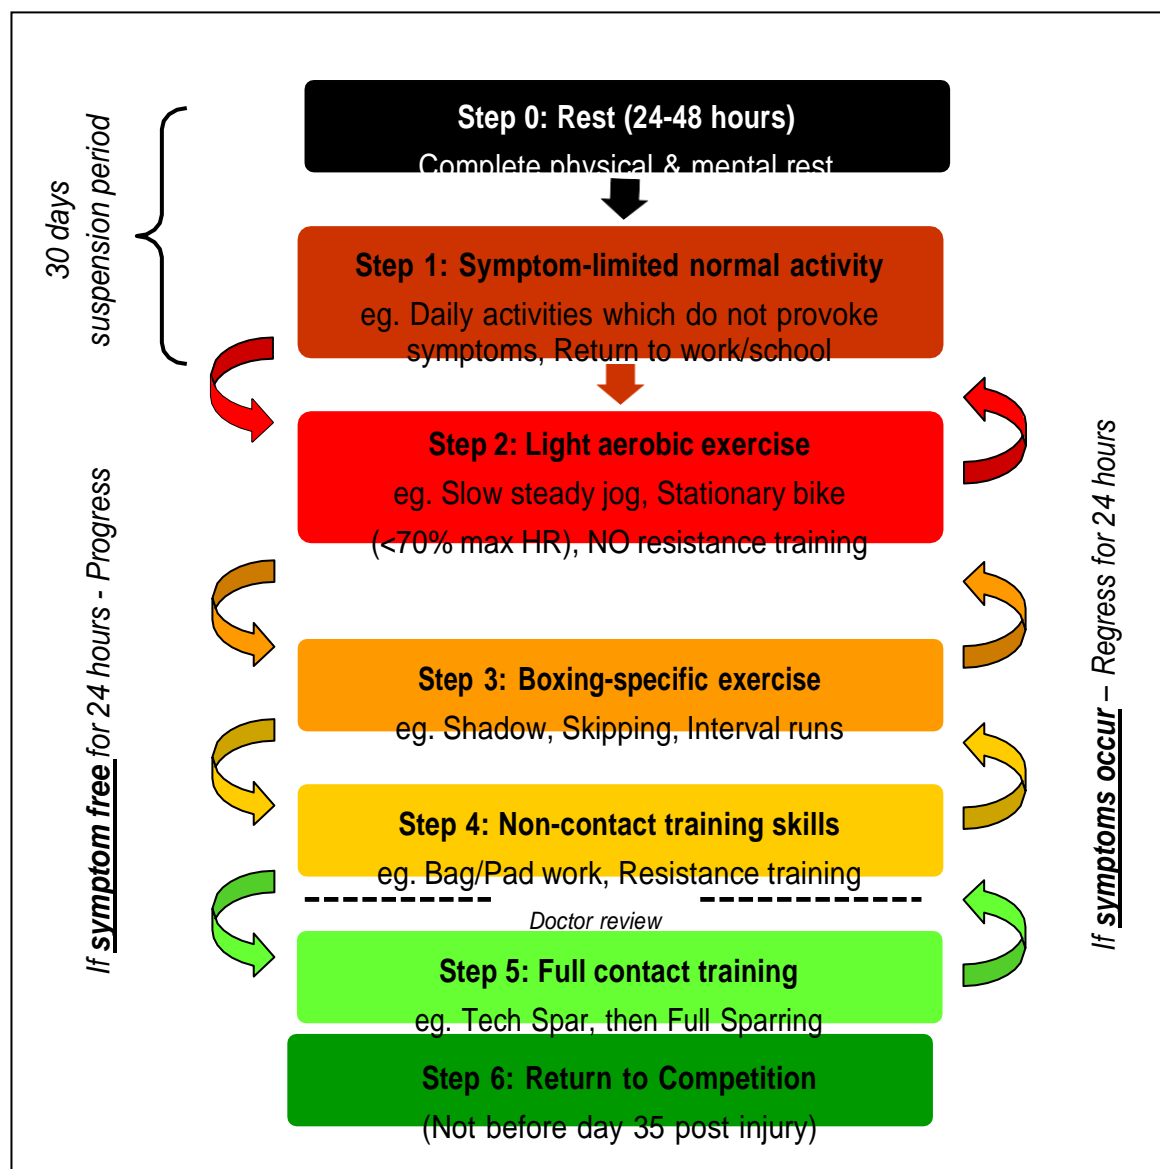 Step 0: Rest (24-48 hours)
Complete physical & mental rest
30 days
suspension period
Step 1: Symptom-limited normal activity
eg. Daily activities which do not provoke
symptoms, Return to work/school
Step 2: Light aerobic exercise
eg. Slow steady jog, Stationary bike
(<70% max HR), NO resistance training
If symptom free for 24 hours - Progress
If symptoms occur – Regress for 24 hours
Step 3: Boxing-specific exercise
eg. Shadow, Skipping, Interval runs
Step 4: Non-contact training skills
eg. Bag/Pad work, Resistance training
Doctor review
Step 5: Full contact training
eg. Tech Spar, then Full Sparring
Step 6: Return to Competition
(Not before day 35 post injury)